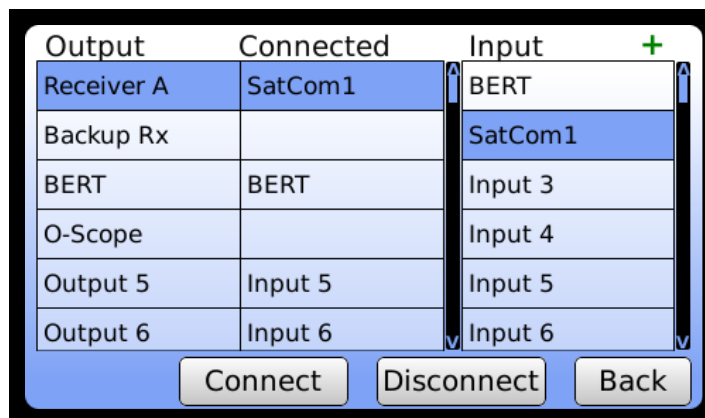 Output Connected Input +
Receiver A SatCom1 BERT
Backup Rx SatCom1
BERT BERT Input 3
O-Scope Input 4
Output 5 Input 5 Input 5
Output 6 Input 6 Input 6
Connect Disconnect Back